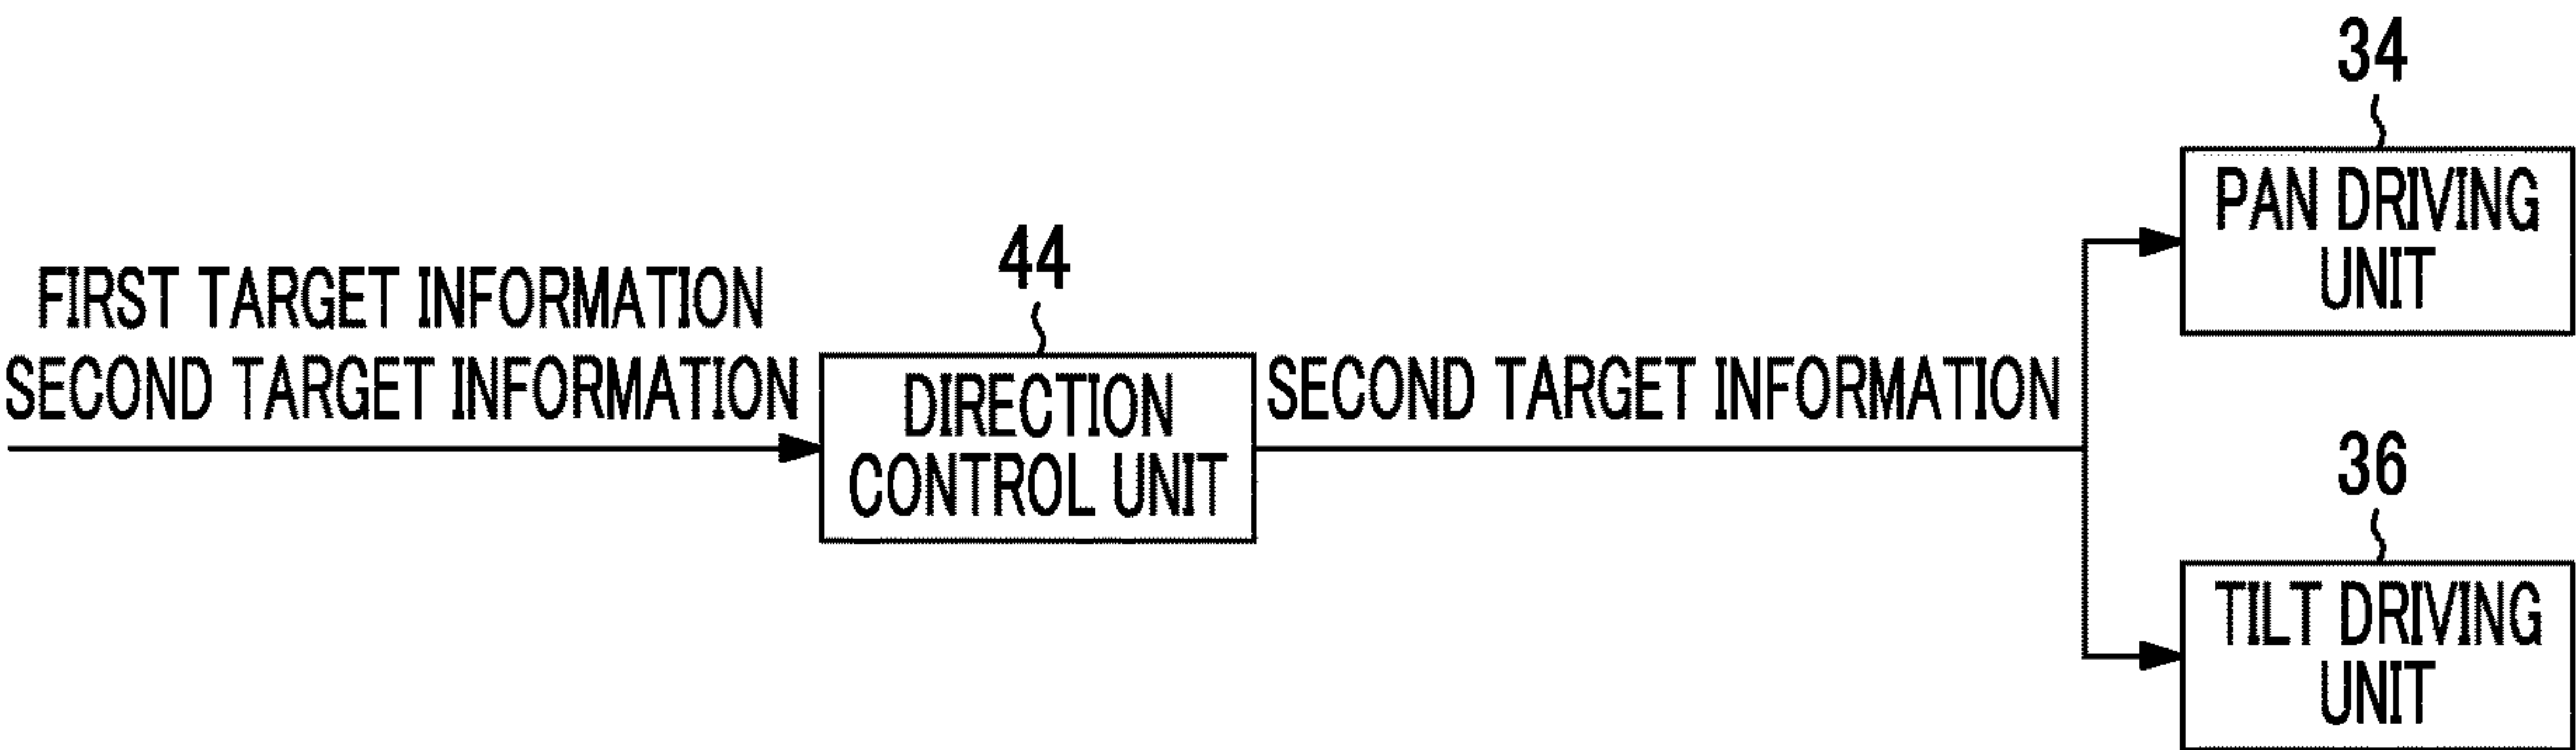 FIRST TARGET INFORMATION
SECOND TARGET INFORMATION
44
DIRECTION
CONTROL UNIT
SECOND TARGET INFORMATION
34
PAN DRIVING
UNIT
36
TILT DRIVING
UNIT